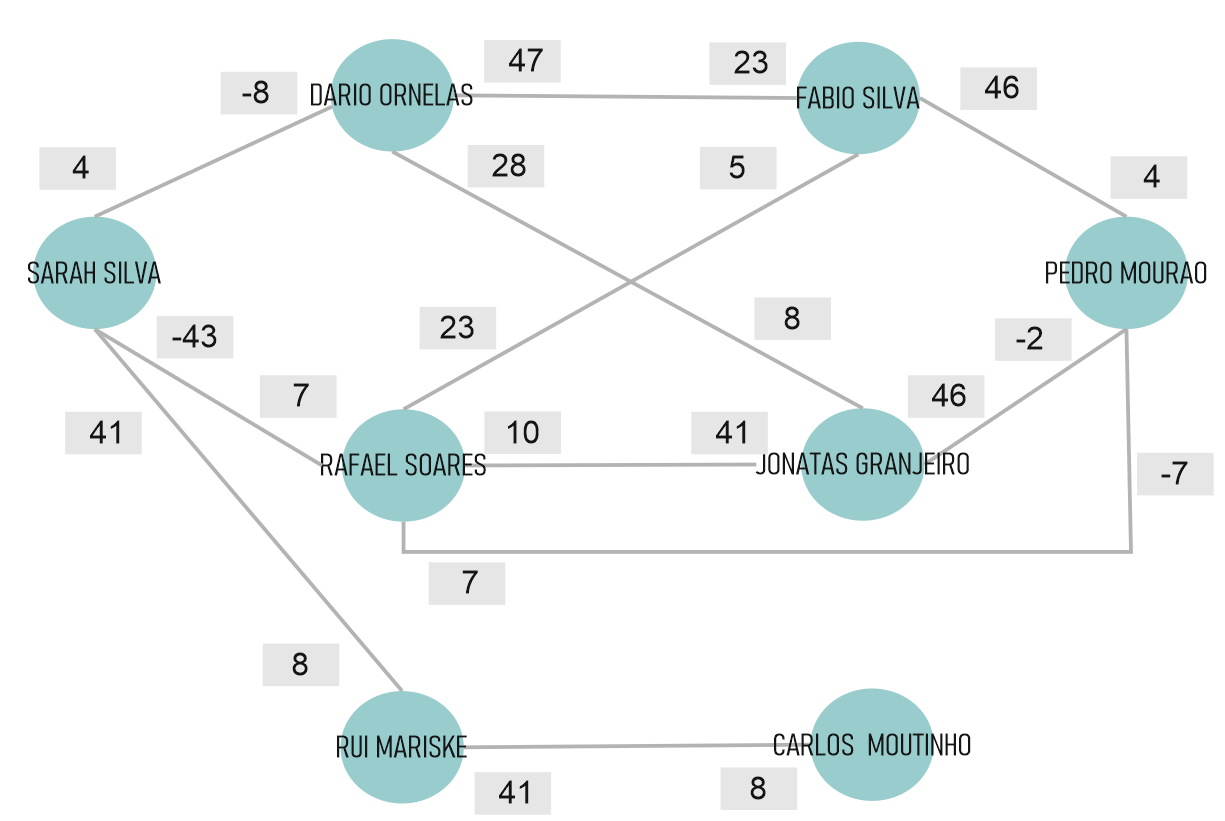 47
23
-8
46
DARIO ORNELAS
FABIO SILVA
4
28
5
4
SARAH SILVA
PEDRO MOURAO
-43
23
8
-2
7
46
41
10
41
RAFAEL SOARES
JONATAS GRANJEIRO
-7
7
8
RUI MARISKE
CARLOS MOUTINHO
41
8